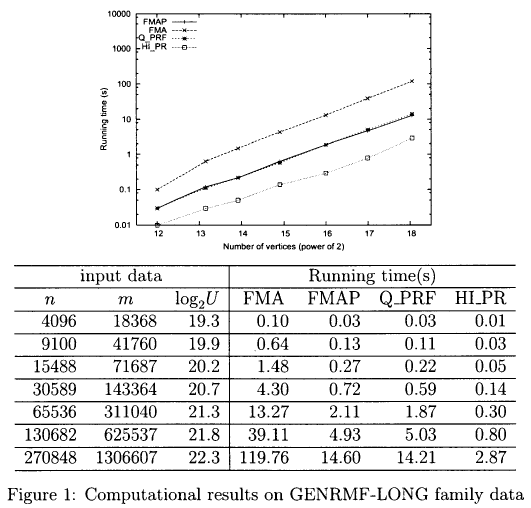 10000
1000
100
10
1
0.1
0.01
Running time (s)
FMAP
FMA
Q_PRF
Hi_PR
12 13 14 15 16 17 18
Number of vertices (power of 2)
input data Running time(s)
n m log₂U FMA FMAP Q_PRF HI_PR
4096 18368 19.3 0.10 0.03 0.03 0.01
9100 41760 19.9 0.64 0.13 0.11 0.03
15488 71687 20.2 1.48 0.27 0.22 0.05
30589 143364 20.7 4.30 0.72 0.59 0.14
65536 311040 21.3 13.27 2.11 1.87 0.30
130682 625537 21.8 39.11 4.93 5.03 0.80
270848 1306607 22.3 119.76 14.60 14.21 2.87
Figure 1: Computational results on GENRMF-LONG family data